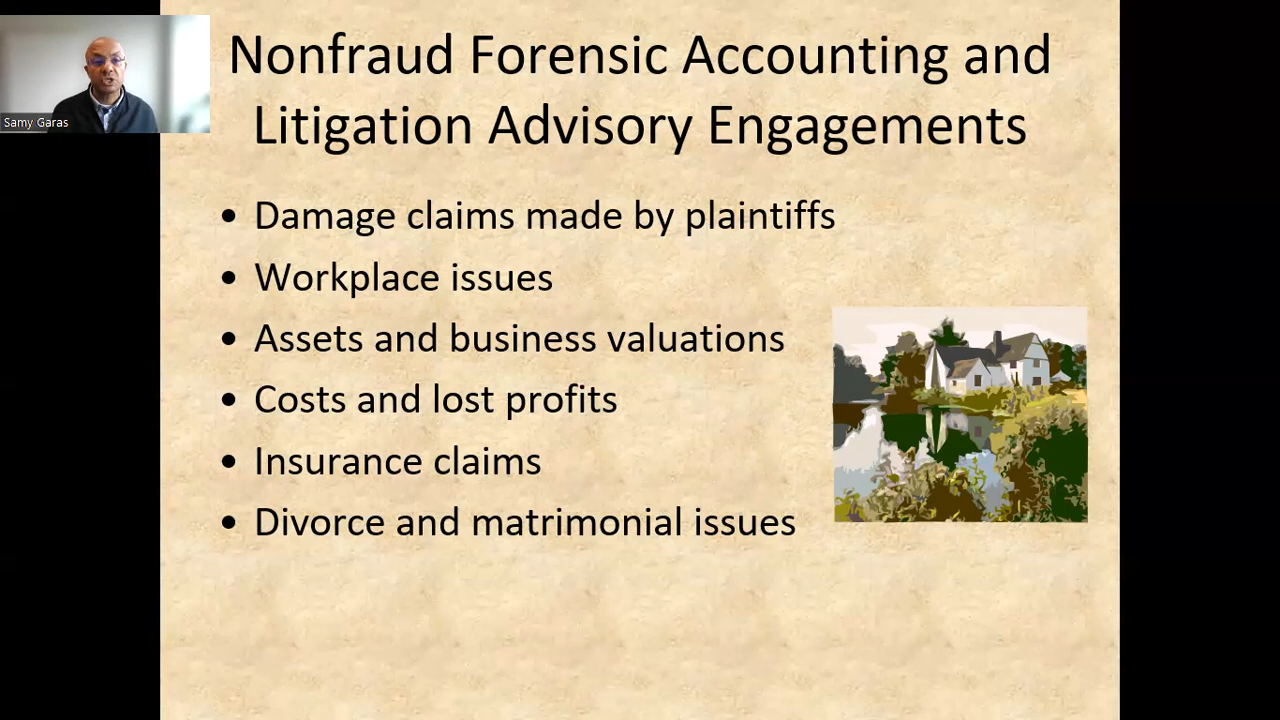 Nonfraud Forensic Accounting and
Litigation Advisory Engagements
Samy Garas
• Damage claims made by plaintiffs
• Workplace issues
• Assets and business valuations
• Costs and lost profits
• Insurance claims
• Divorce and matrimonial issues